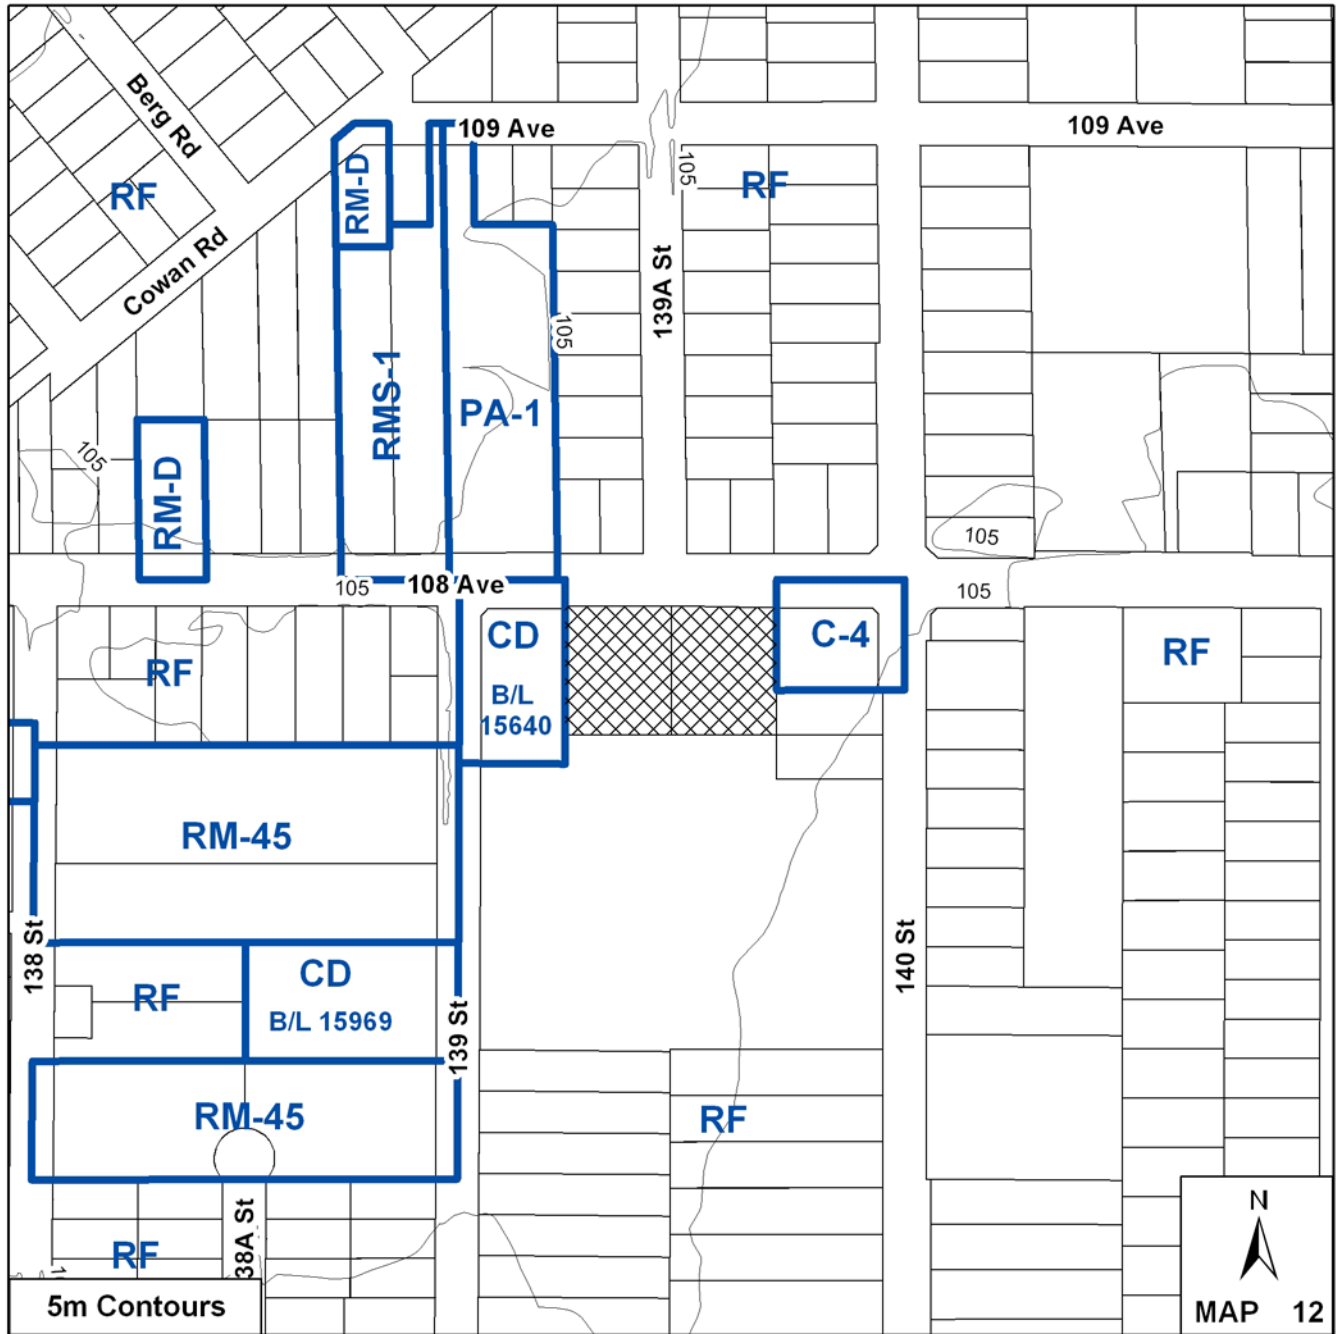 Berg Rd
RF
Cowan Rd
RM-D
109 Ave
109 Ave
105
RF
139A St
105
RMS-1
PA-1
105
RM-D
105
105
108 Ave
105
CD
B/L
15640
C-4
RF
RF
RM-45
138 St
RF
CD
B/L 15969
139 St
140 St
RM-45
RF
RF
38A St
5m Contours
N
MAP 12